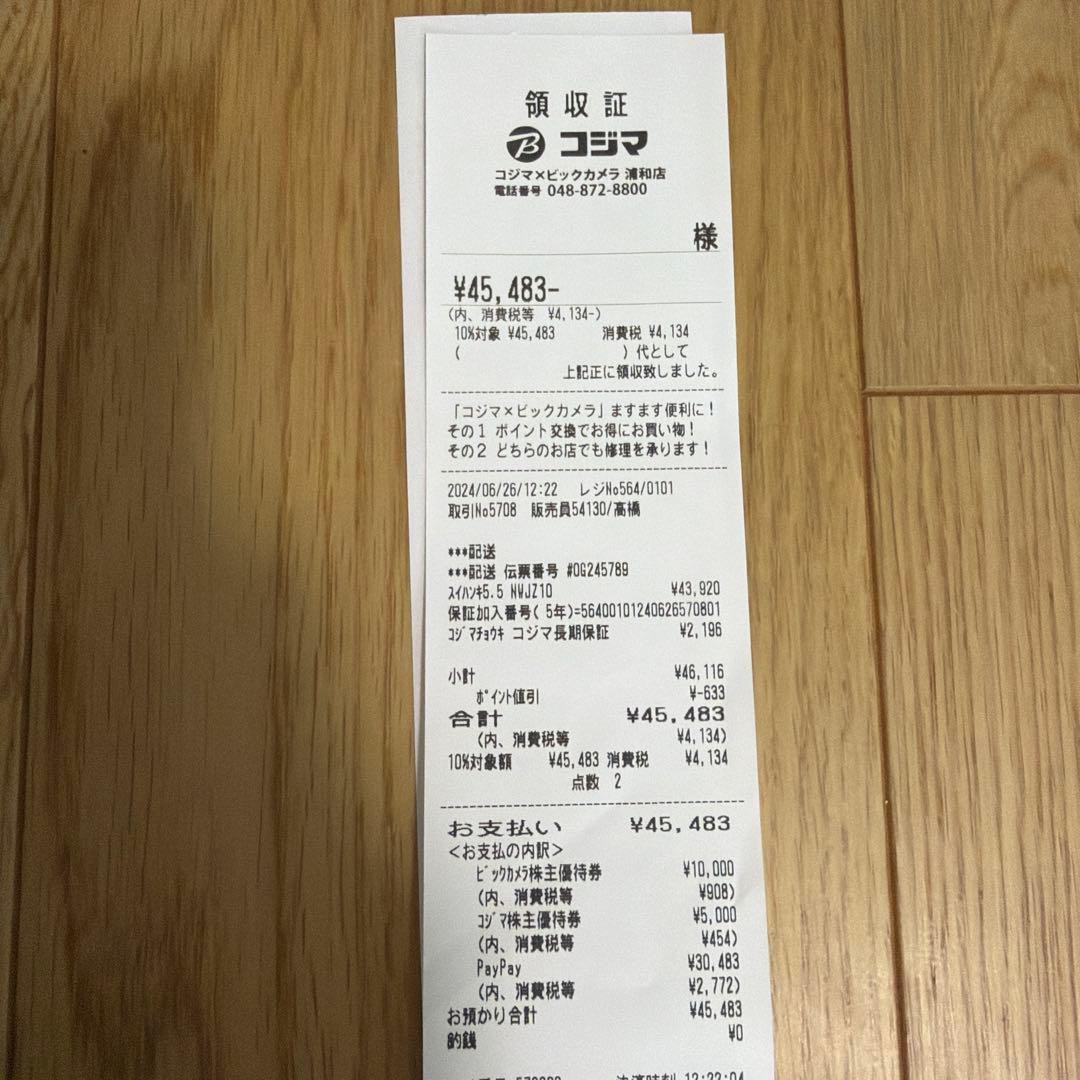 領収証
B コジマ
コジマ×ビックカメラ 浦和店
電話番号 048-872-8800
様
¥45,483-
(内、消費税等 ¥4,134-)
10%対象 ¥45,483 消費税 ¥4,134
( ) 代として
上記正に領収致しました。
「コジマ×ビックカメラ」ますます便利に!
その1 ポイント交換でお得にお買い物!
その2 どちらのお店でも修理を承ります!
2024/06/26/12:22 レジNo564/0101
取引No5708 販売員54130/高橋
***配送
***配送 伝票番号 #0G245789
スイハンキ5.5 NWJZ10 ¥43,920
保証加入番号( 5年)=56400101240626570801
コジマチョウキ コジマ長期保証 ¥2,196
小計 ¥46,116
ポイント値引 ¥-633
合計 ¥45,483
(内、消費税等 ¥4,134)
10%対象額 ¥45,483 消費税 ¥4,134
点数 2
お支払い ¥45,483
<お支払の内訳>
ビックカメラ株主優待券 ¥10,000
(内、消費税等 ¥908)
コジマ株主優待券 ¥5,000
(内、消費税等 ¥454)
PayPay ¥30,483
(内、消費税等 ¥2,772)
お預かり合計 ¥45,483
釣銭 ¥0